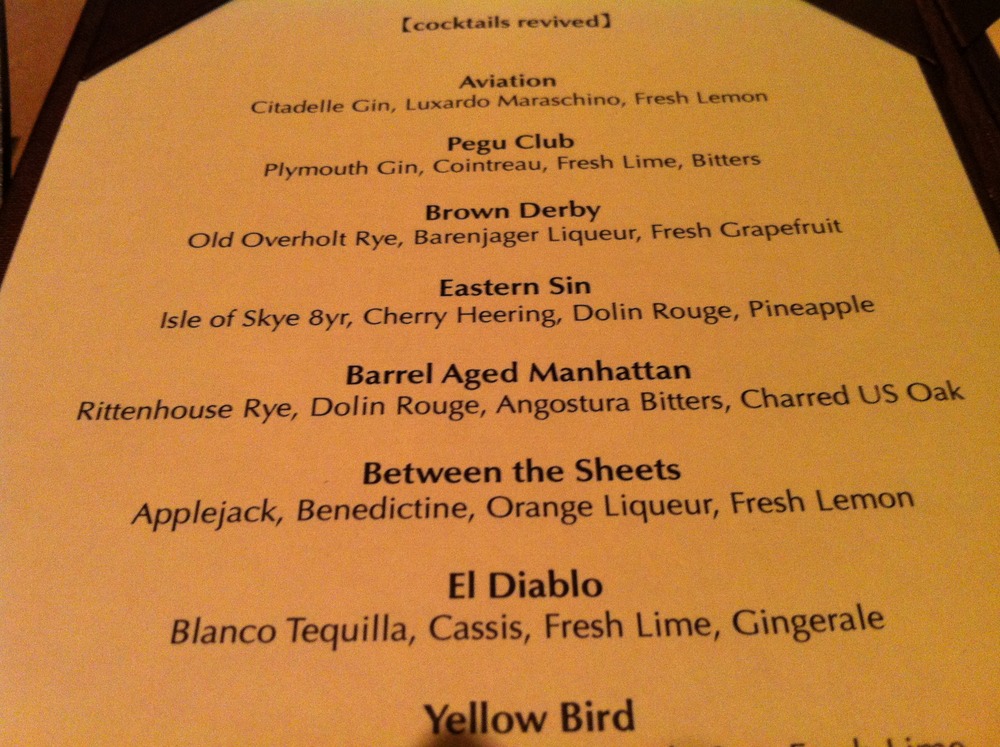 【cocktails revived】
Aviation
Citadelle Gin, Luxardo Maraschino, Fresh Lemon
Pegu Club
Plymouth Gin, Cointreau, Fresh Lime, Bitters
Brown Derby
Old Overholt Rye, Barenjager Liqueur, Fresh Grapefruit
Eastern Sin
Isle of Skye 8yr, Cherry Heering, Dolin Rouge, Pineapple
Barrel Aged Manhattan
Rittenhouse Rye, Dolin Rouge, Angostura Bitters, Charred US Oak
Between the Sheets
Applejack, Benedictine, Orange Liqueur, Fresh Lemon
El Diablo
Blanco Tequilla, Cassis, Fresh Lime, Gingerale
Yellow Bird
Fresh Lime